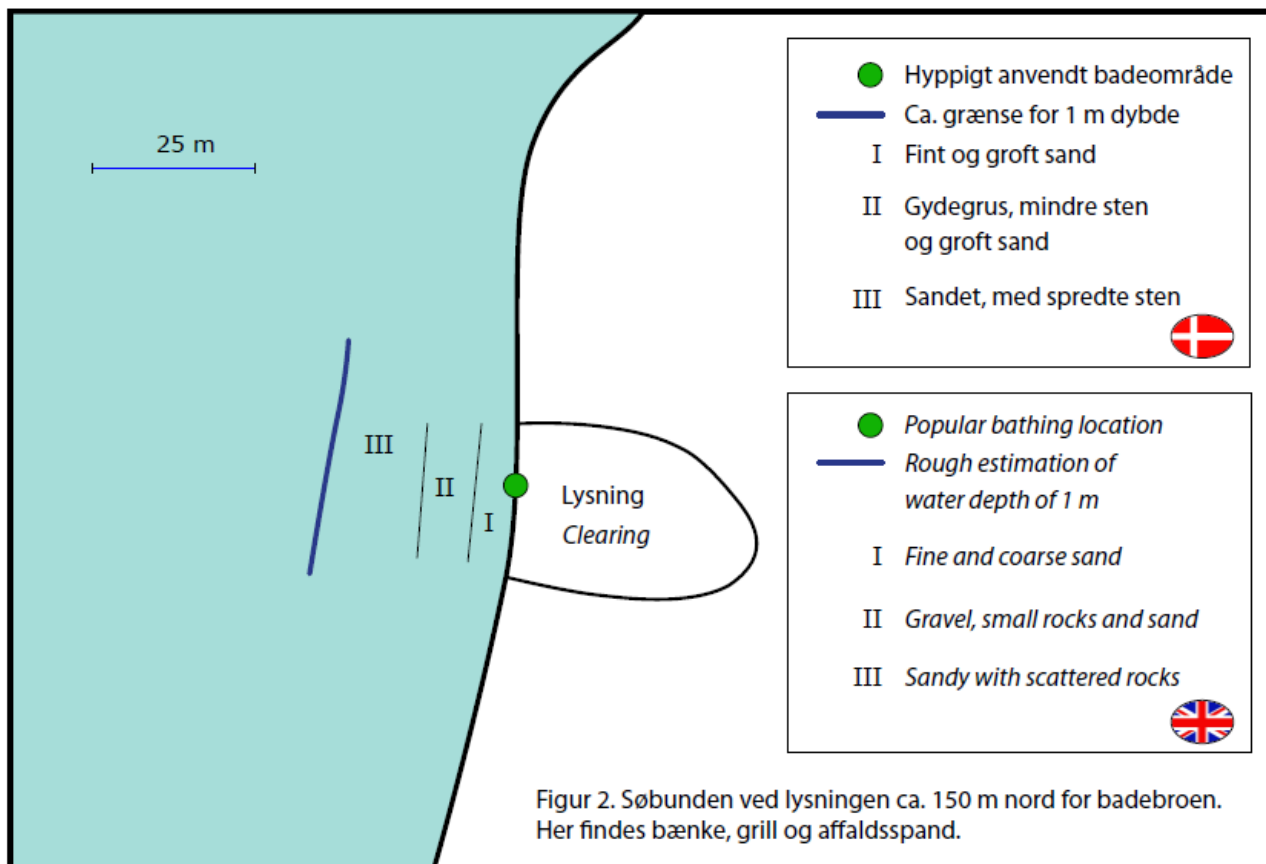 25 m
III
II
I
Lysning
Clearing
Hyppigt anvendt badeområde
Ca. grænse for 1 m dybde
I Fint og groft sand
II Gydegrus, mindre sten
og groft sand
III Sandet, med spredte sten
Popular bathing location
Rough estimation of
water depth of 1 m
I Fine and coarse sand
II Gravel, small rocks and sand
III Sandy with scattered rocks
Figur 2. Søbunden ved lysningen ca. 150 m nord for badebroen.
Her findes bænke, grill og affaldsspand.